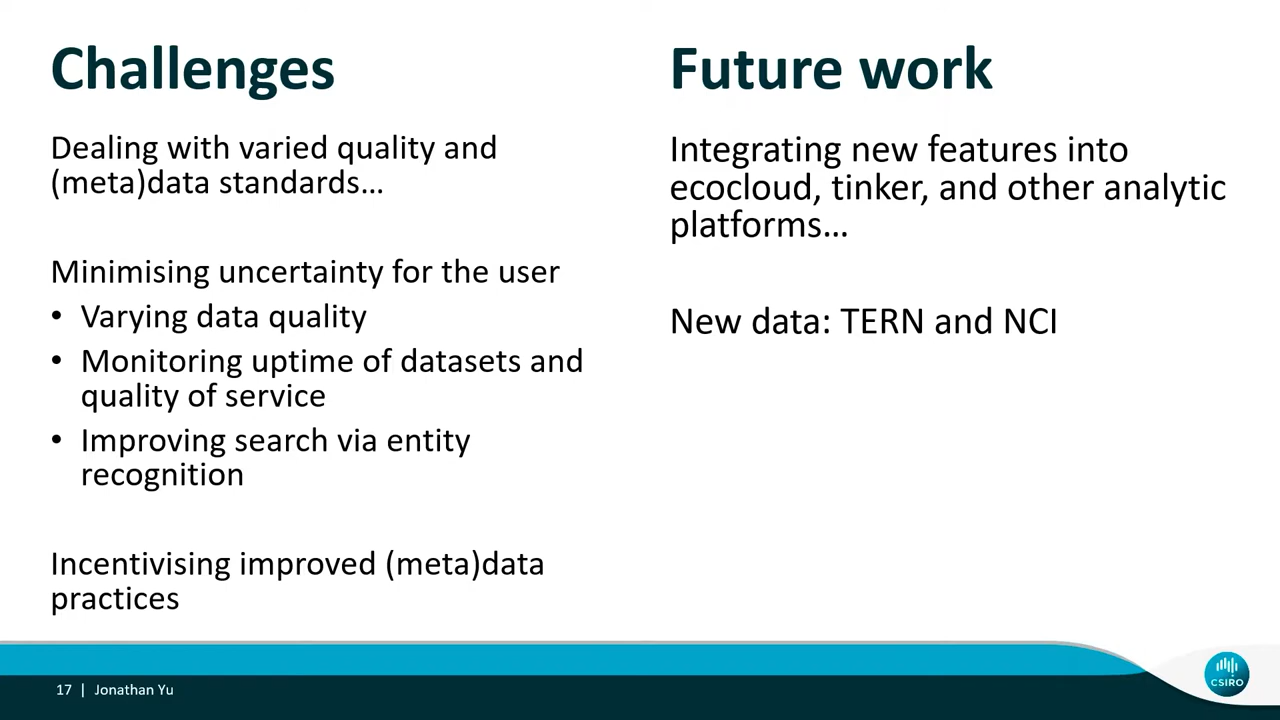 Challenges
Dealing with varied quality and
(meta)data standards...
Minimising uncertainty for the user
• Varying data quality
• Monitoring uptime of datasets and
quality of service
• Improving search via entity
recognition
Incentivising improved (meta)data
practices
Future work
Integrating new features into
ecocloud, tinker, and other analytic
platforms...
New data: TERN and NCI
17 | Jonathan Yu
CSIRO